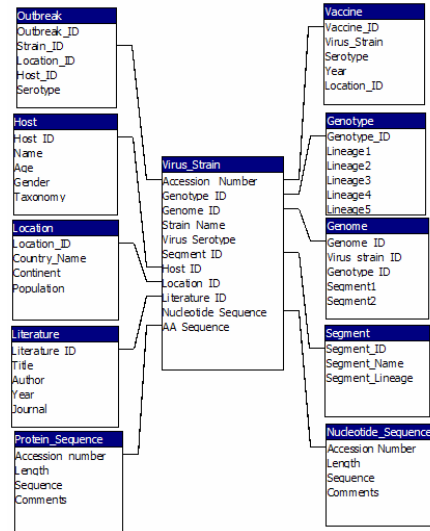 Outbreak
Outbreak_ID
Strain_ID
Location_ID
Host_ID
Serotype
Host
Host ID
Name
Age
Gender
Taxonomy
Location
Location_ID
Country_Name
Continent
Population
Literature
Literature ID
Title
Author
Year
Journal
Protein_Sequence
Accession number
Length
Sequence
Comments
Virus_Strain
Accession Number
Genotype ID
Genome ID
Strain Name
Virus Serotype
Segment ID
Host ID
Location ID
Literature ID
Nucleotide Sequence
AA Sequence
Vaccine
Vaccine_ID
Virus_Strain
Serotype
Year
Location_ID
Genotype
Genotype_ID
Lineage1
Lineage2
Lineage3
Lineage4
Lineage5
Genome
Genome ID
Virus strain ID
Genotype ID
Segment1
Segment2
Segment
Segment_ID
Segment_Name
Segment_Lineage
Nucleotide_Sequence
Accession Number
Length
Sequence
Comments